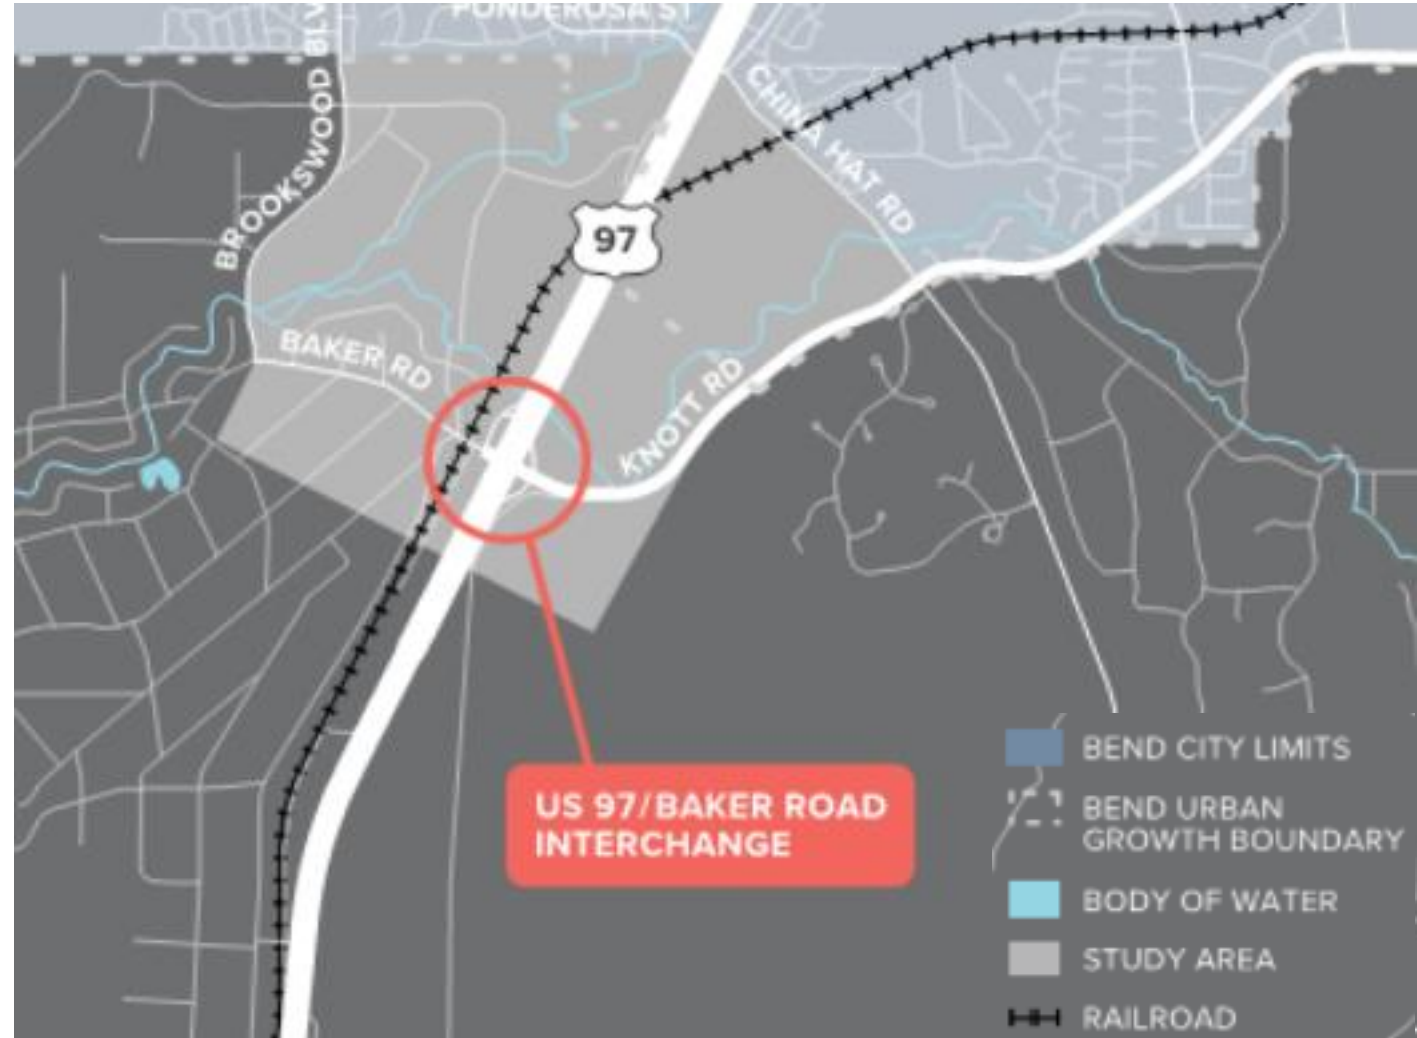 PONDEROSA ST
BROOKSWOOD BLV
CHINA HAT RD
97
BAKER RD
KNOTT RD
US 97/BAKER ROAD
INTERCHANGE
BEND CITY LIMITS
BEND URBAN
GROWTH BOUNDARY
BODY OF WATER
STUDY AREA
RAILROAD